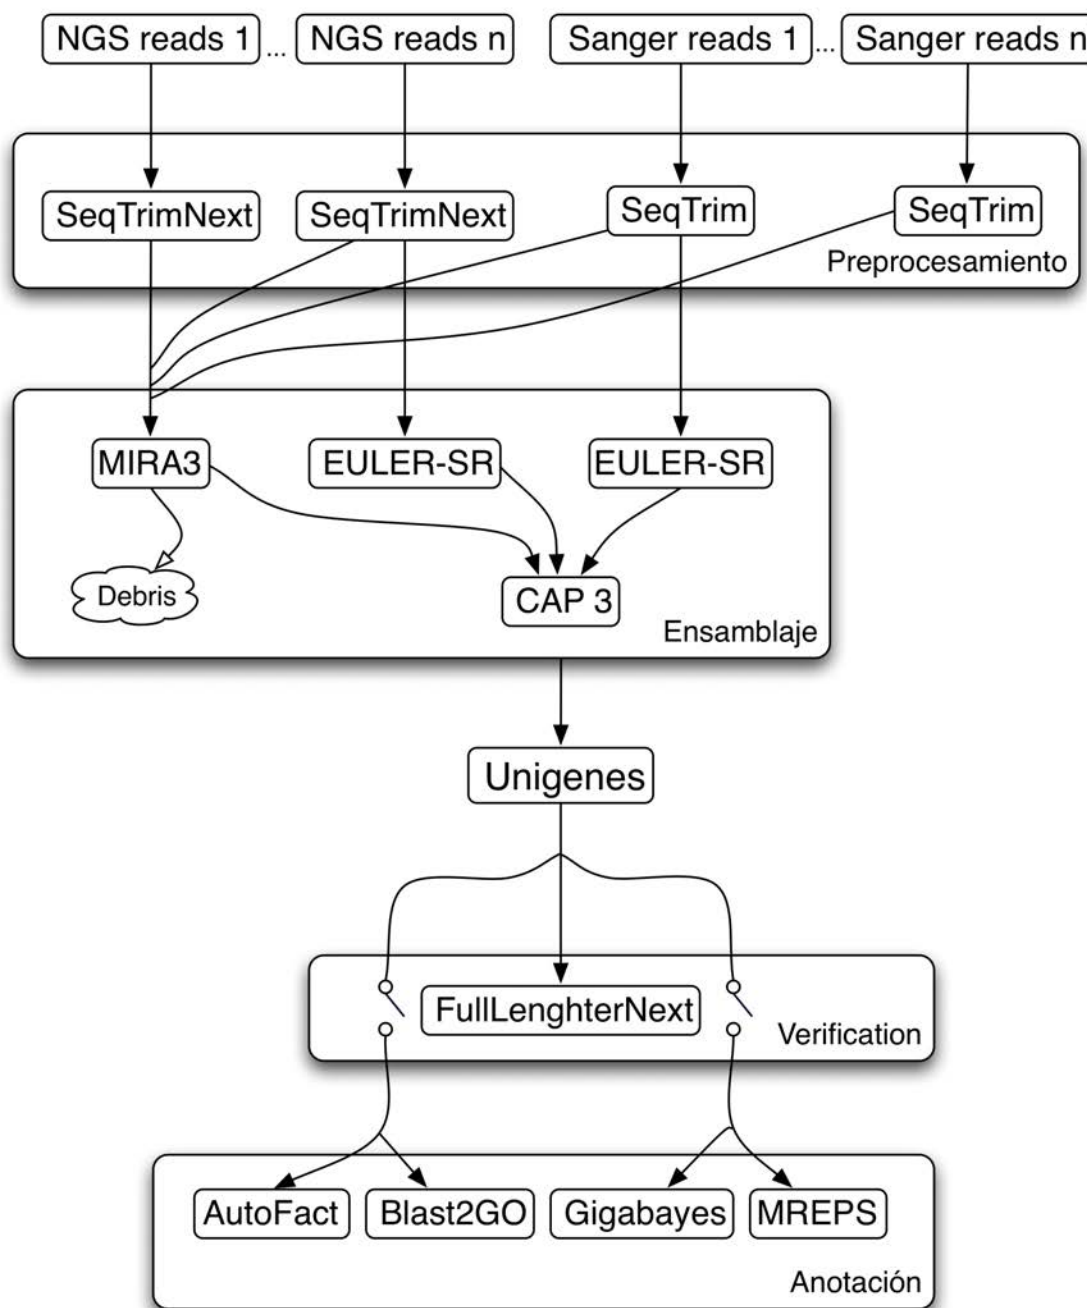 NGS reads 1 ... NGS reads n Sanger reads 1 ... Sanger reads n
SeqTrimNext SeqTrimNext SeqTrim SeqTrim
Preprocesamiento
MIRA3 EULER-SR EULER-SR
Debris CAP 3
Ensamblaje
Unigenes
FullLenghterNext
Verification
AutoFact Blast2GO Gigabayes MREPS
Anotación